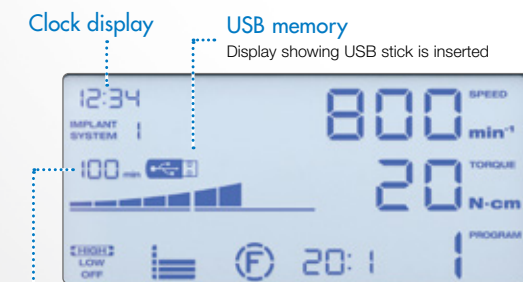 Clock display
USB memory
Display showing USB stick is inserted
12:34
IMPLANT
SYSTEM 1
100 min
800 SPEED
min-1
20 TORQUE
N·cm
HIGH
LOW
OFF
F
20:1
1 PROGRAM